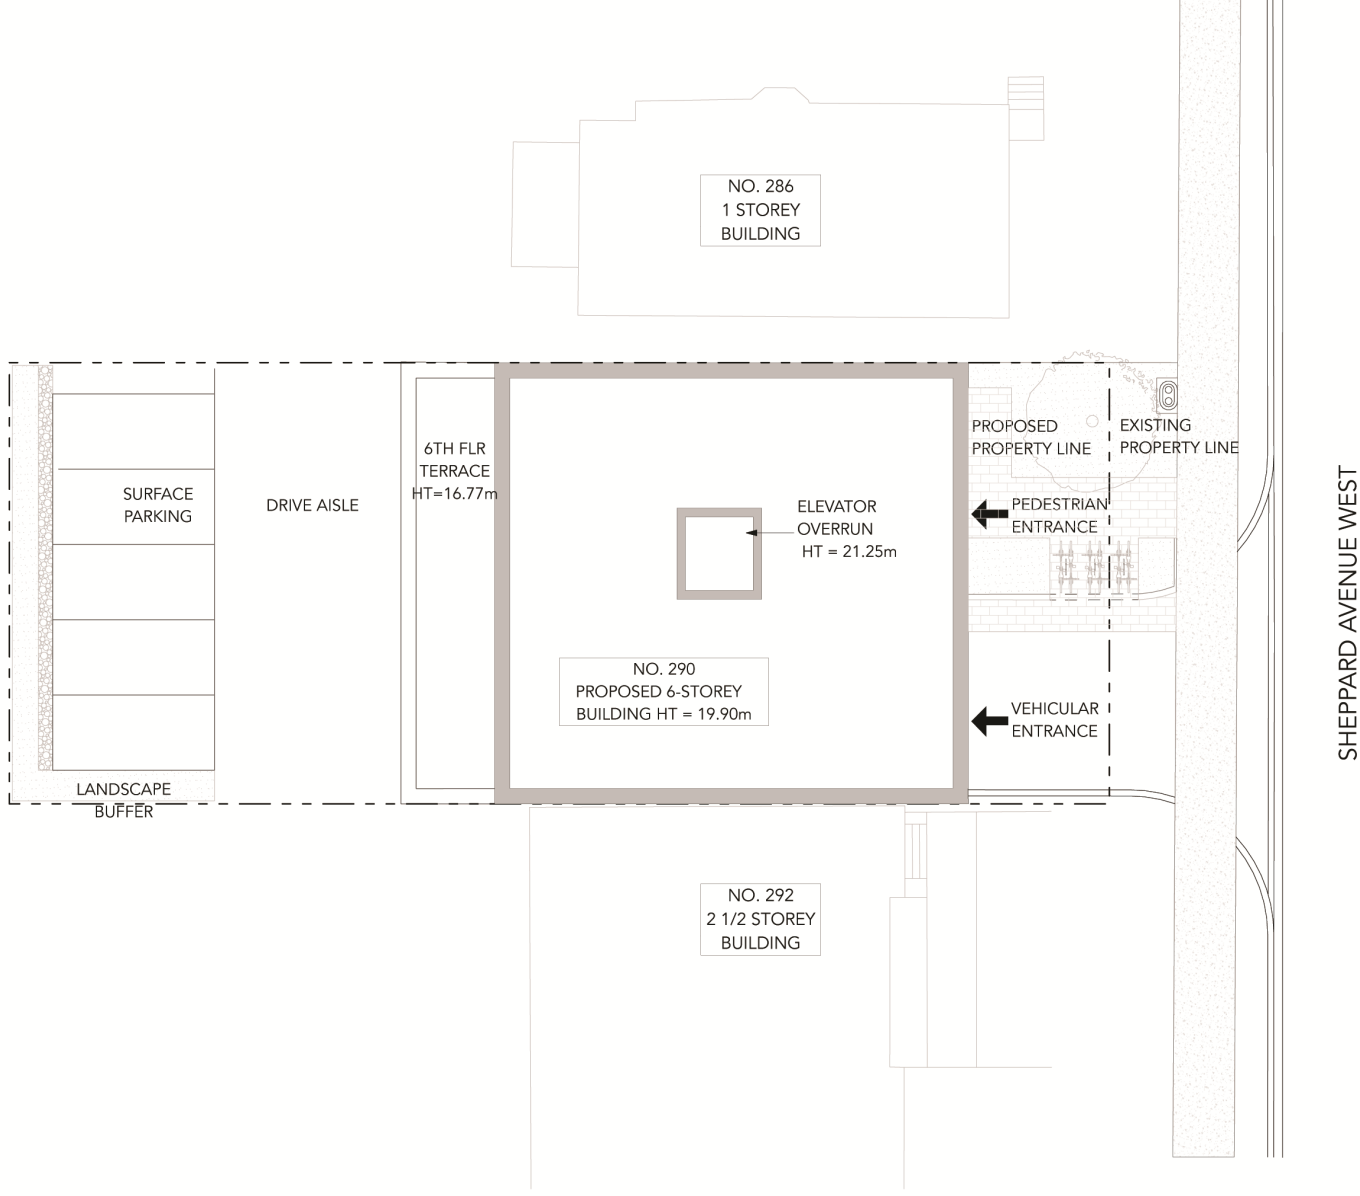 NO. 286
1 STOREY
BUILDING
PROPOSED
PROPERTY LINE
EXISTING
PROPERTY LINE
6TH FLR
TERRACE
HT=16.77m
SURFACE
PARKING
DRIVE AISLE
ELEVATOR
OVERRUN
HT = 21.25m
PEDESTRIAN
ENTRANCE
SHEPPARD AVENUE WEST
NO. 290
PROPOSED 6-STOREY
BUILDING HT = 19.90m
VEHICULAR
ENTRANCE
LANDSCAPE
BUFFER
NO. 292
2 1/2 STOREY
BUILDING